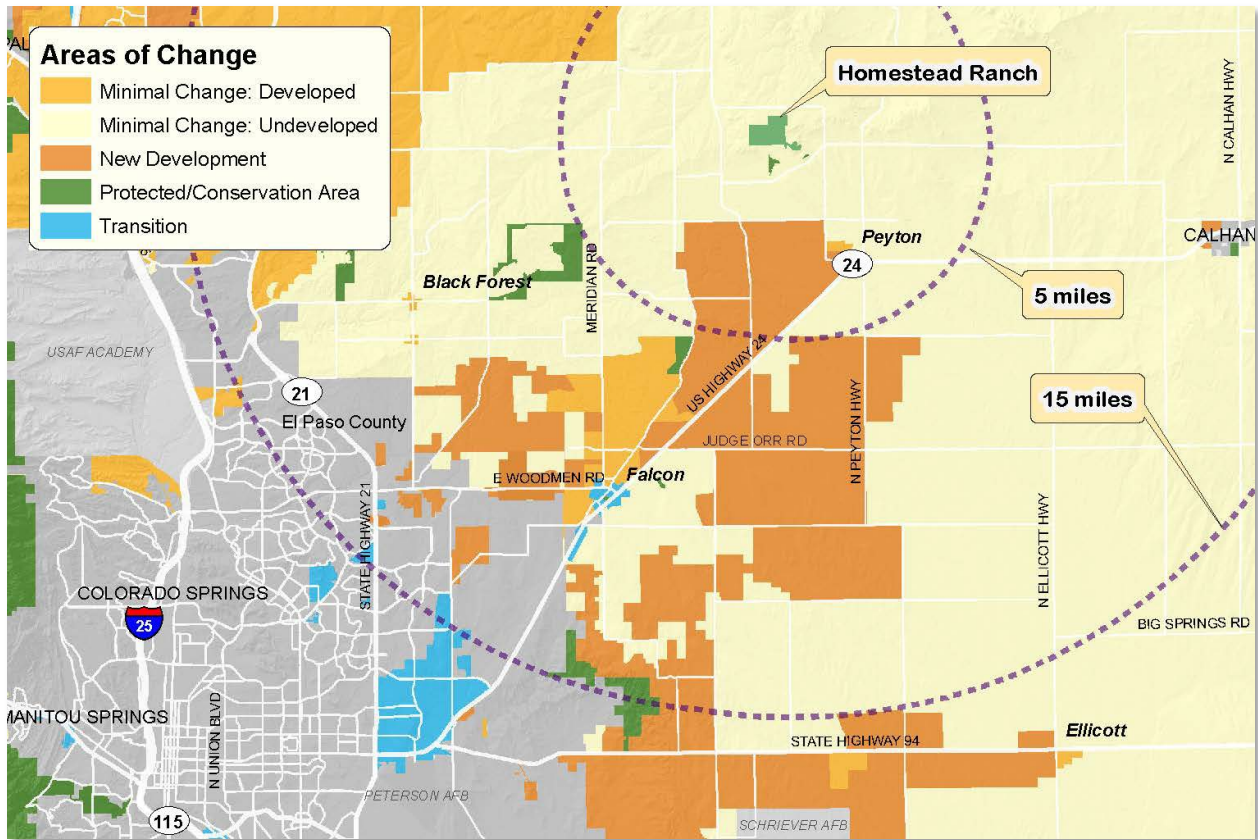 Areas of Change
Minimal Change: Developed
Minimal Change: Undeveloped
New Development
Protected/Conservation Area
Transition
PAL
Homestead Ranch
N CALHAN HWY
Peyton
CALHAN
24
Black Forest
MERIDIAN RD
5 miles
USAF ACADEMY
US HIGHWAY 24
15 miles
21
El Paso County
N PEYTON HWY
JUDGE ORR RD
E WOODMEN RD
Falcon
STATE HIGHWAY 21
N ELLICOTT HWY
COLORADO SPRINGS
25
BIG SPRINGS RD
MANITOU SPRINGS
N UNION BLVD
Ellicott
STATE HIGHWAY 94
PETERSON AFB
115
SCHRIEVER AFB